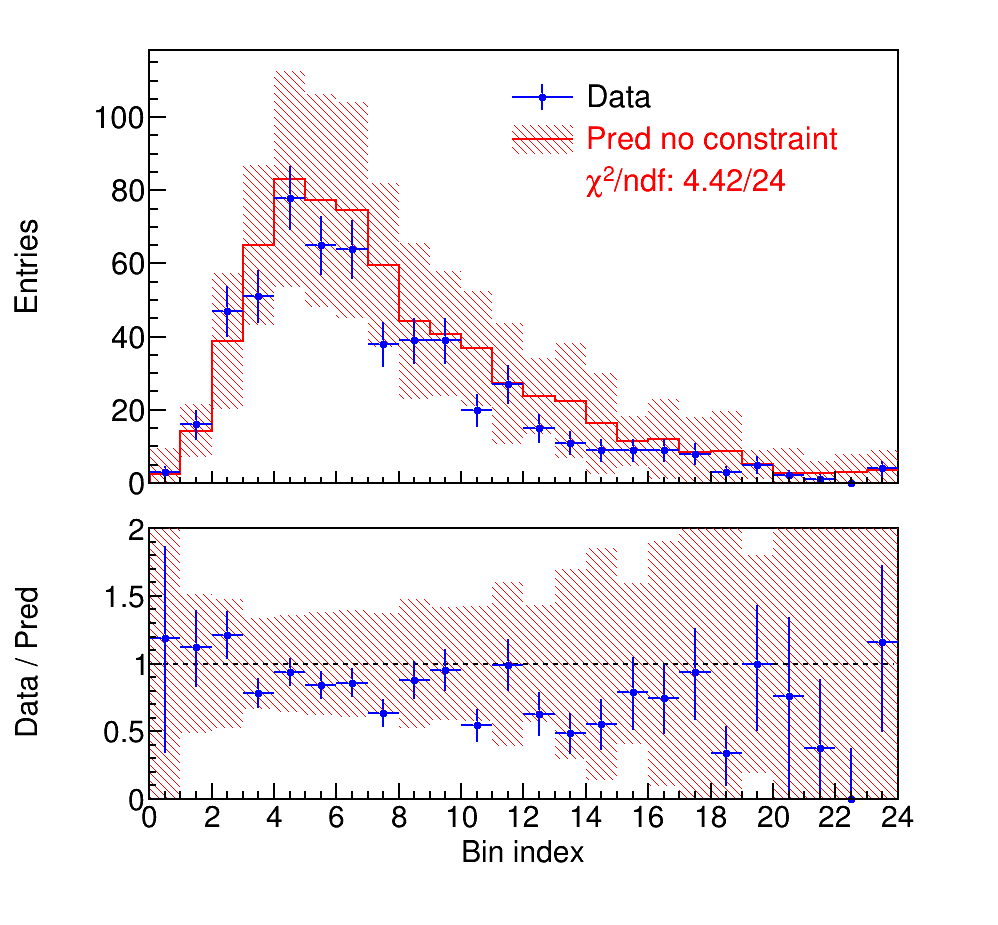 Entries
100
80
60
40
20
0
Data
Pred no constraint
χ²/ndf: 4.42/24
Data / Pred
2
1.5
1
0.5
0
0 2 4 6 8 10 12 14 16 18 20 22 24
Bin index